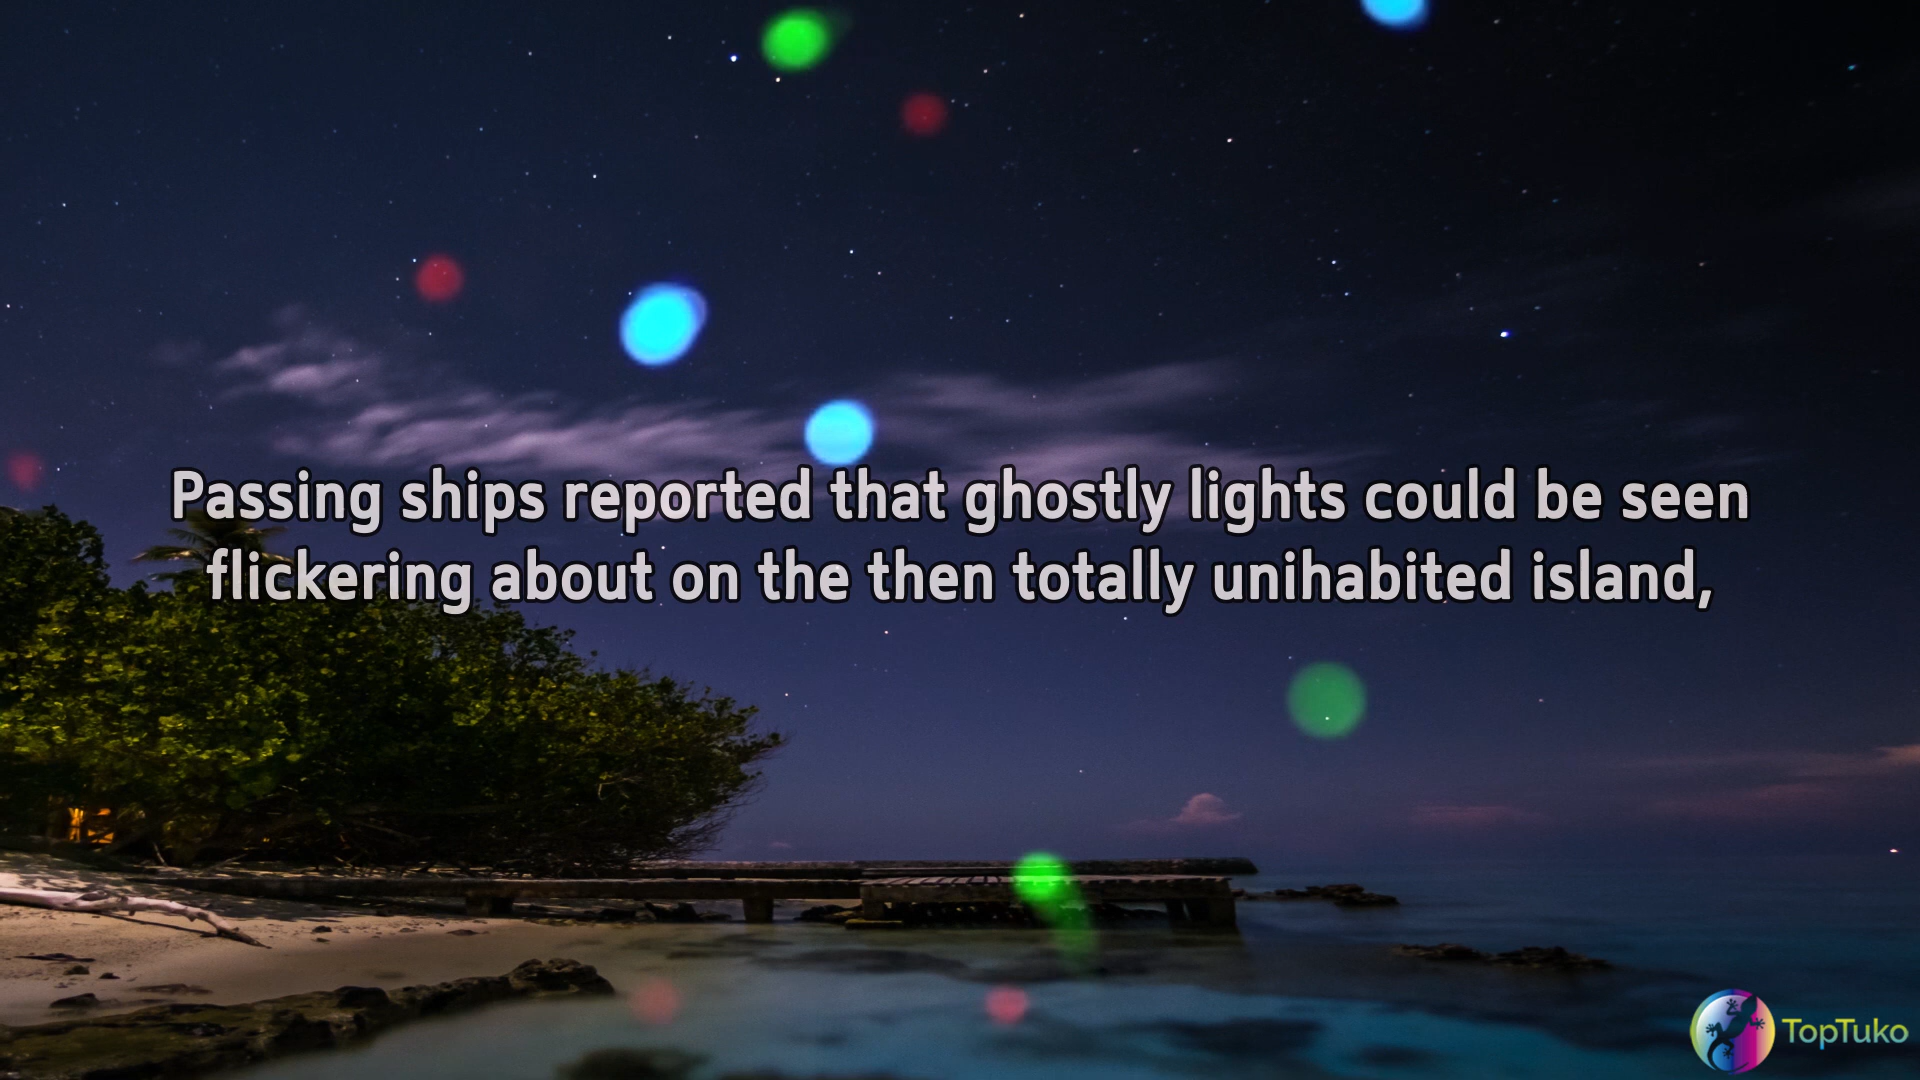 Passing ships reported that ghostly lights could be seen
flickering about on the then totally unihabited island,
TopTuko